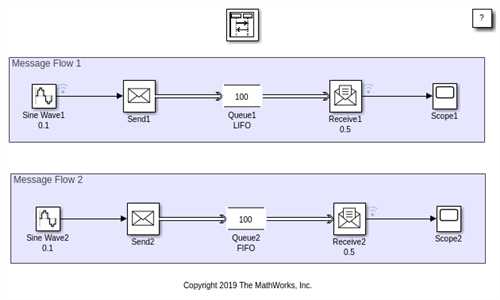 ?
Message Flow 1
Sine Wave1
0.1
Send1
100
Queue1
LIFO
Receive1
0.5
Scope1
Message Flow 2
Sine Wave2
0.1
Send2
100
Queue2
FIFO
Receive2
0.5
Scope2
Copyright 2019 The MathWorks, Inc.